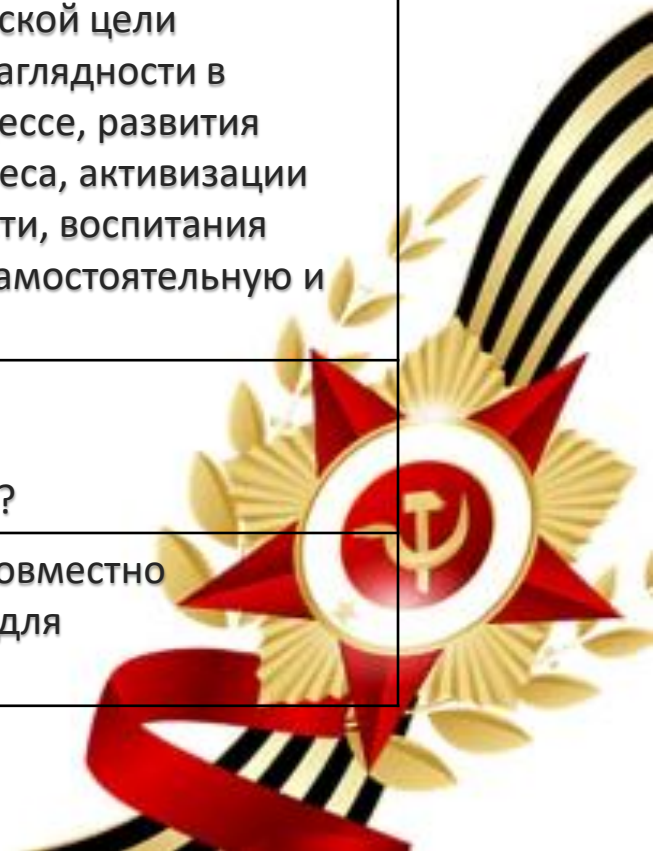 ской цели
аглядности в
ессе, развития
еса, активизации
ти, воспитания
амостоятельную и
?
овместно
для